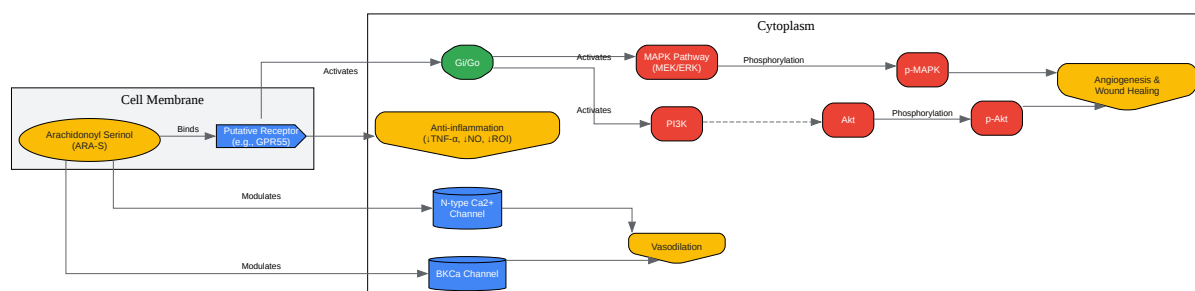 Cytoplasm
Gi/Go
Activates
MAPK Pathway
(MEK/ERK)
Phosphorylation
p-MAPK
Activates
Angiogenesis &
Wound Healing
Cell Membrane
Arachidonoyl Serinol
(ARA-S)
Binds
Putative Receptor
(e.g., GPR55)
Anti-inflammation
(↓TNF-α, ↓NO, ↓ROI)
Activates
PI3K
Akt
Phosphorylation
p-Akt
Modulates
N-type Ca2+
Channel
Vasodilation
Modulates
BKCa Channel